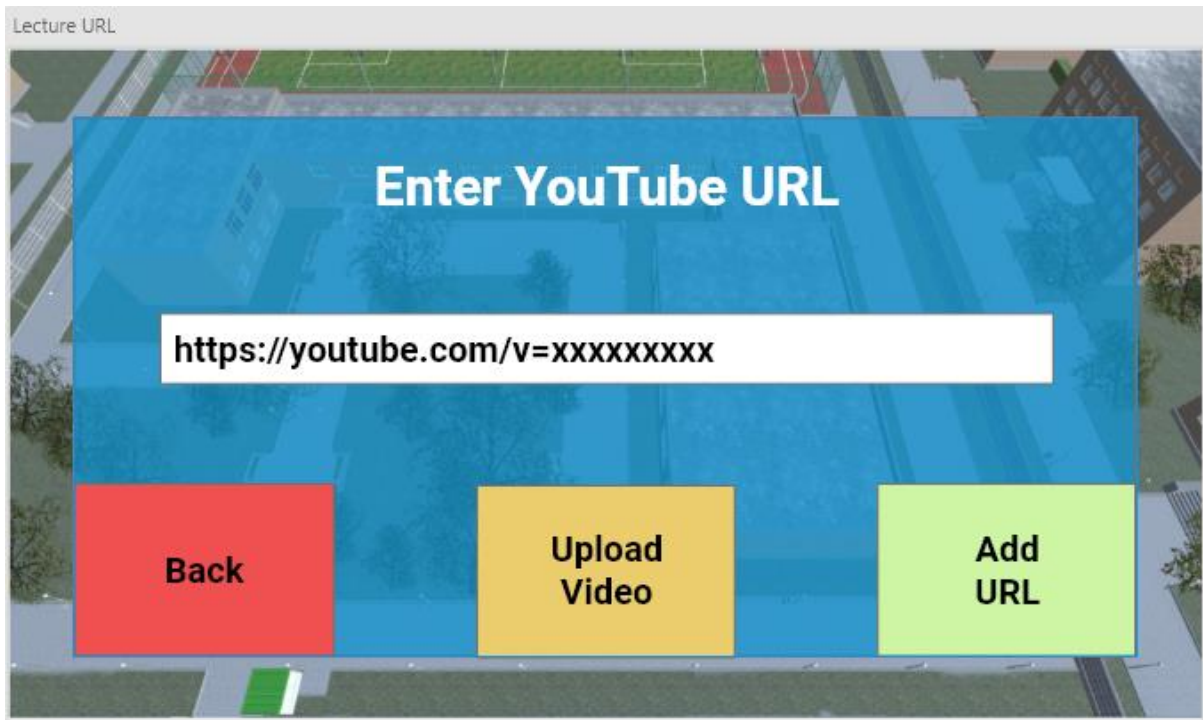 Lecture URL
Enter YouTube URL
https://youtube.com/v=xxxxxxxxx
Back
Upload
Video
Add
URL